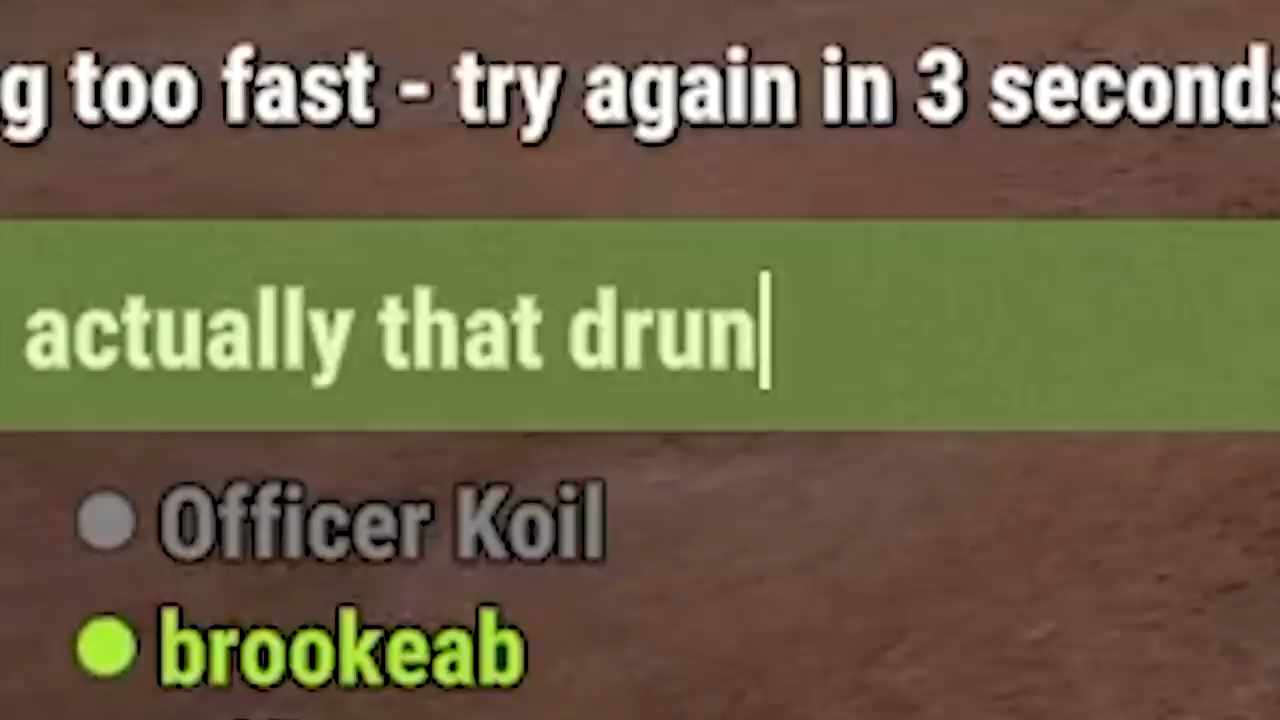 g too fast - try again in 3 seconds
actually that drun
Officer Koil
brookeab